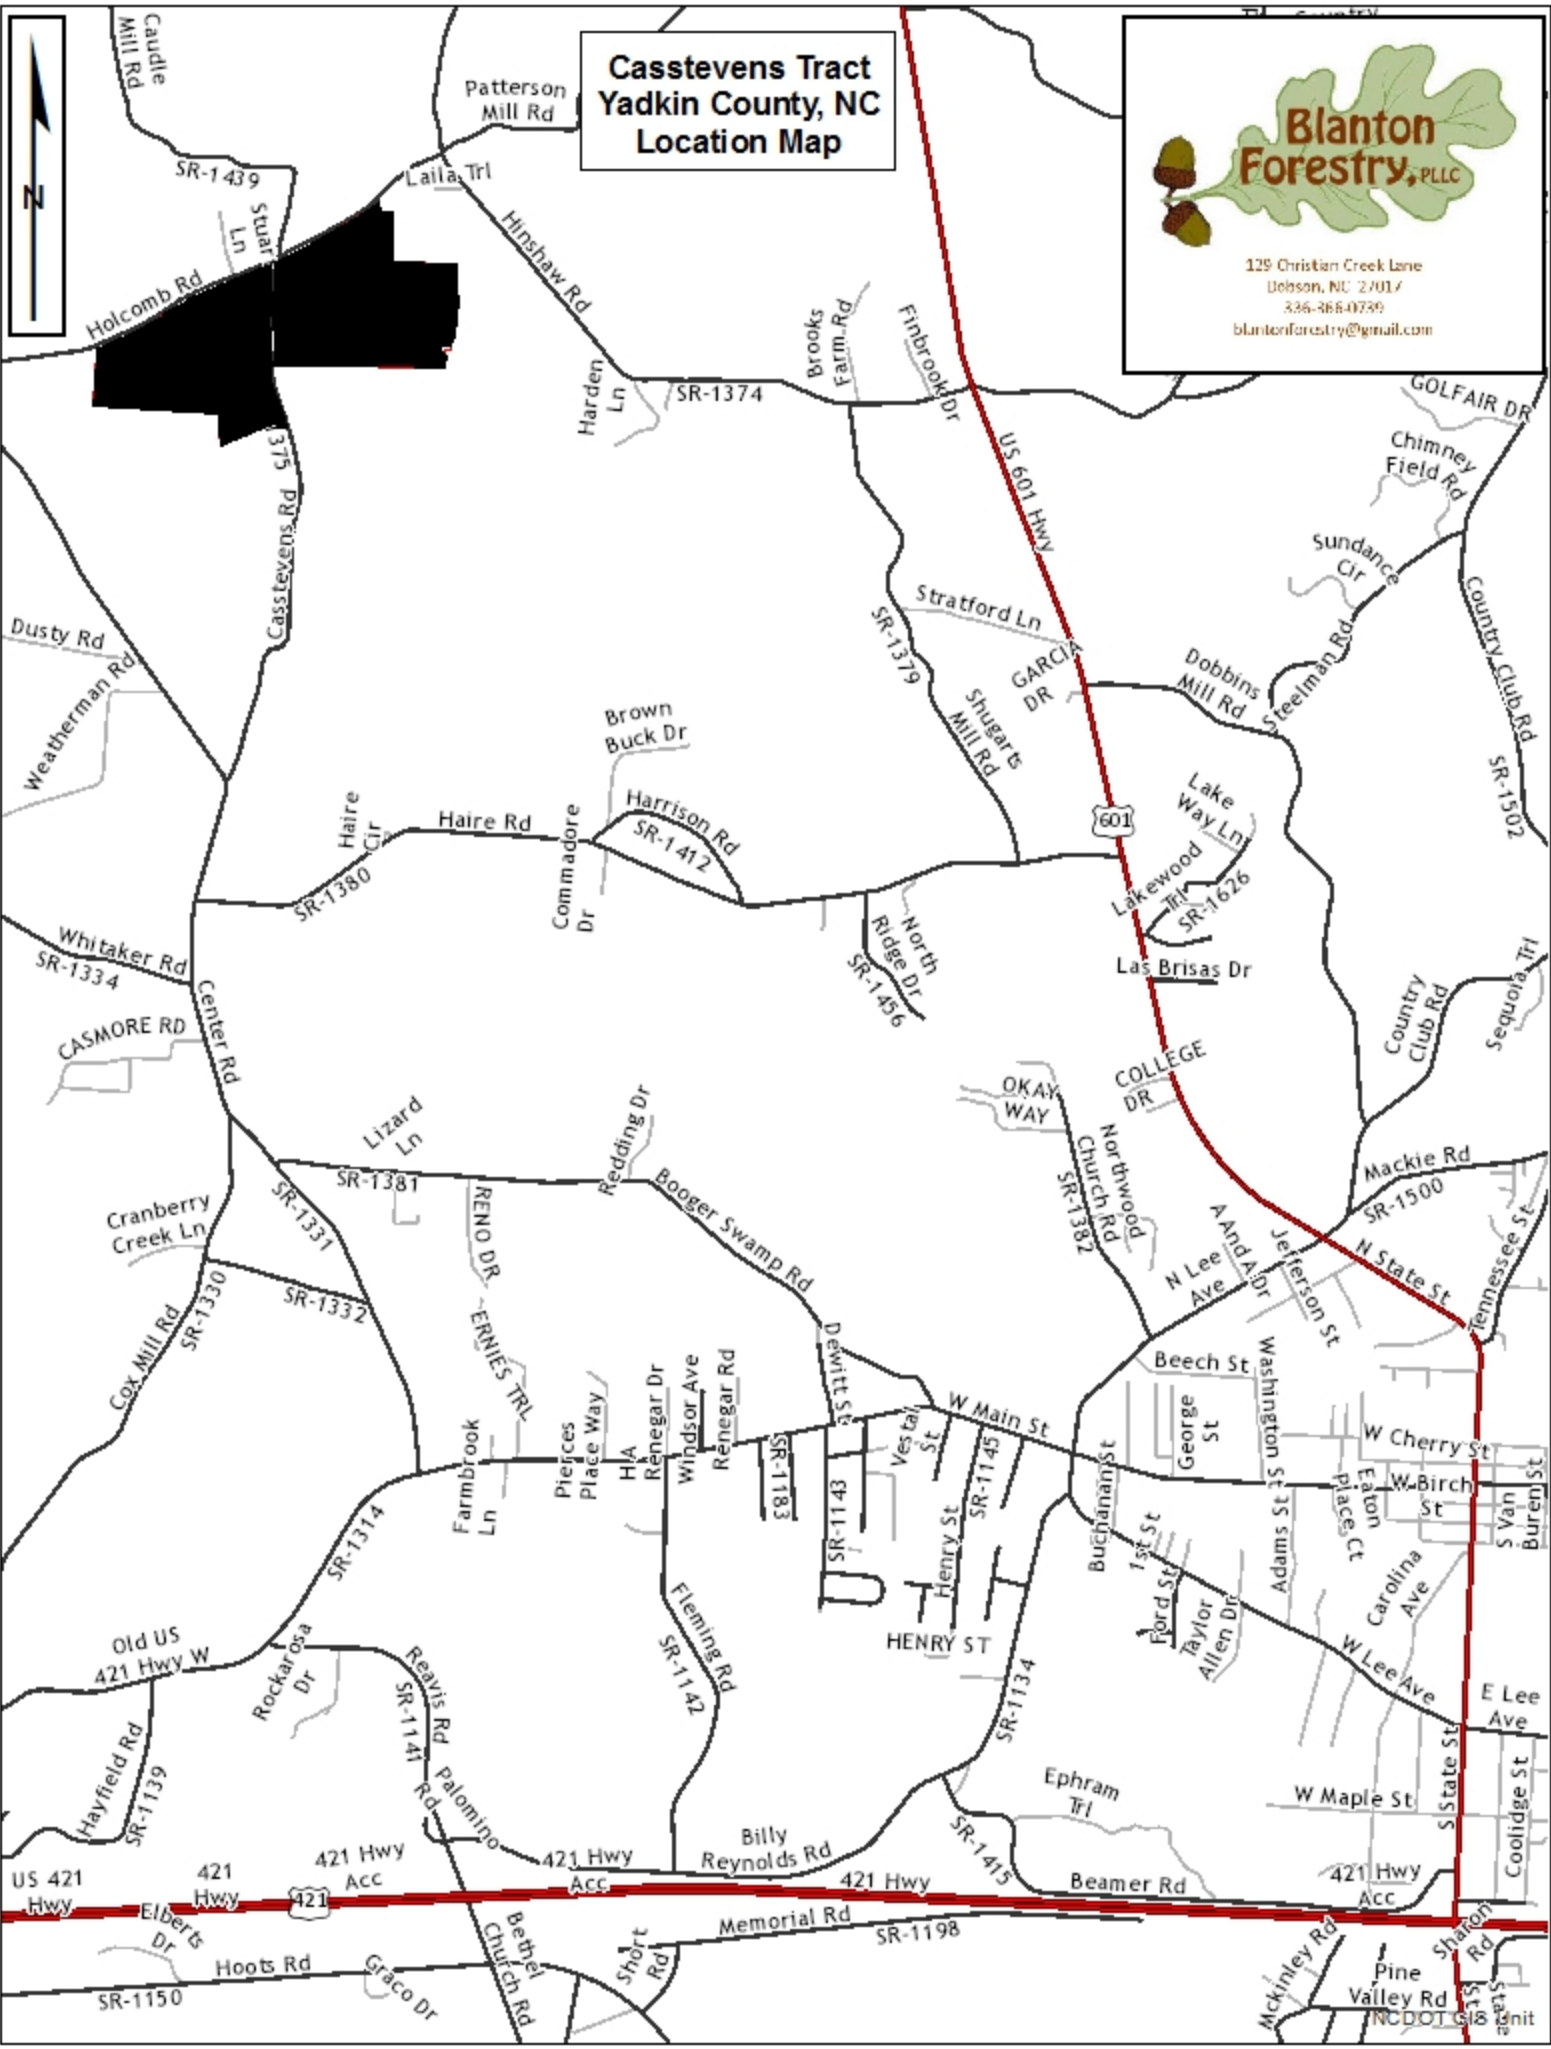 Caudle
Mill Rd
Patterson
Mill Rd
Casstevens Tract
Yadkin County, NC
Location Map
Blanton
Forestry, PLLC
129 Christian Creek Lane
Dobson, NC 27017
336-366-0739
blantonforestry@gmail.com
N
SR-1439
Laila Trl
Stuar
Ln
Holcomb Rd
Hinshaw Rd
Harden
Ln
SR-1374
Brooks
Farm Rd
Finbrook Dr
GOLFAIR DR
Chimney
Field Rd
US 601 Hwy
375
Casstevens Rd
Sundance
Cir
Country Club Rd
SR-1502
Steelman Rd
Stratford Ln
SR-1379
GARCIA
DR
Dobbins
Mill Rd
Shugarts
Mill Rd
Dusty Rd
Weatherman Rd
Brown
Buck Dr
Haire
Cir
Haire Rd
SR-1380
Commadore
Dr
Harrison Rd
SR-1412
601
Lake
Way Ln
Lakewood
Trl
SR-1626
Whitaker Rd
SR-1334
North
Ridge Dr
SR-1456
Las Brisas Dr
Country
Club Rd
Sequoia Trl
CASMORE RD
Center Rd
OKAY
WAY
COLLEGE
DR
Lizard
Ln
Redding Dr
SR-1381
Booger Swamp Rd
Northwood
Church Rd
SR-1382
Mackie Rd
SR-1500
Cranberry
Creek Ln
SR-1331
RENO DR
A And A Dr
Jefferson St
N Lee
Ave
N State St
Tennessee St
SR-1332
SR-1330
Cox Mill Rd
ERNIES TRL
Dewitt St
Beech St
Washington St
George
St
Farmbrook
Ln
Pierces
Place Way
H/A
Renegar Dr
Windsor Ave
Renegar Rd
Vestal
St
W Main St
SR-1145
SR-1183
SR-1143
W Cherry St
W Birch
St
Eaton
Place Ct
S Van
Buren St
Buchanan St
1st St
Adams St
Carolina
Ave
SR-1314
Henry St
HENRY ST
Ford St
Taylor
Allen Dr
W Lee Ave
E Lee
Ave
Old US
421 Hwy W
Rockarosa
Dr
Reavis Rd
SR-1141
Fleming Rd
SR-1142
SR-1134
Hayfield Rd
SR-1139
Palomino
Rd
Ephram
Trl
W Maple St
S State St
Coolidge St
Billy
Reynolds Rd
SR-1415
US 421
Hwy
421
Hwy
421 Hwy
Acc
421
421 Hwy
Acc
421 Hwy
Beamer Rd
421 Hwy
Acc
Elberts
Dr
Hoots Rd
SR-1150
Graco Dr
Bethel
Church Rd
Short
Rd
Memorial Rd
SR-1198
Mckinley Rd
Sharon
Rd
Pine
Valley Rd
State
St
NCDOT GIS Unit